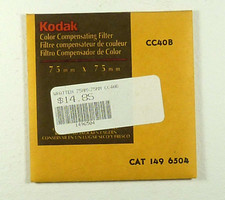 Kodak
Color Compensating Filter
Filtre compensateur de couleur
Filtro Compensador de Color
75 mm X 75 mm
CC40B
$14.85
CAT 149 6504